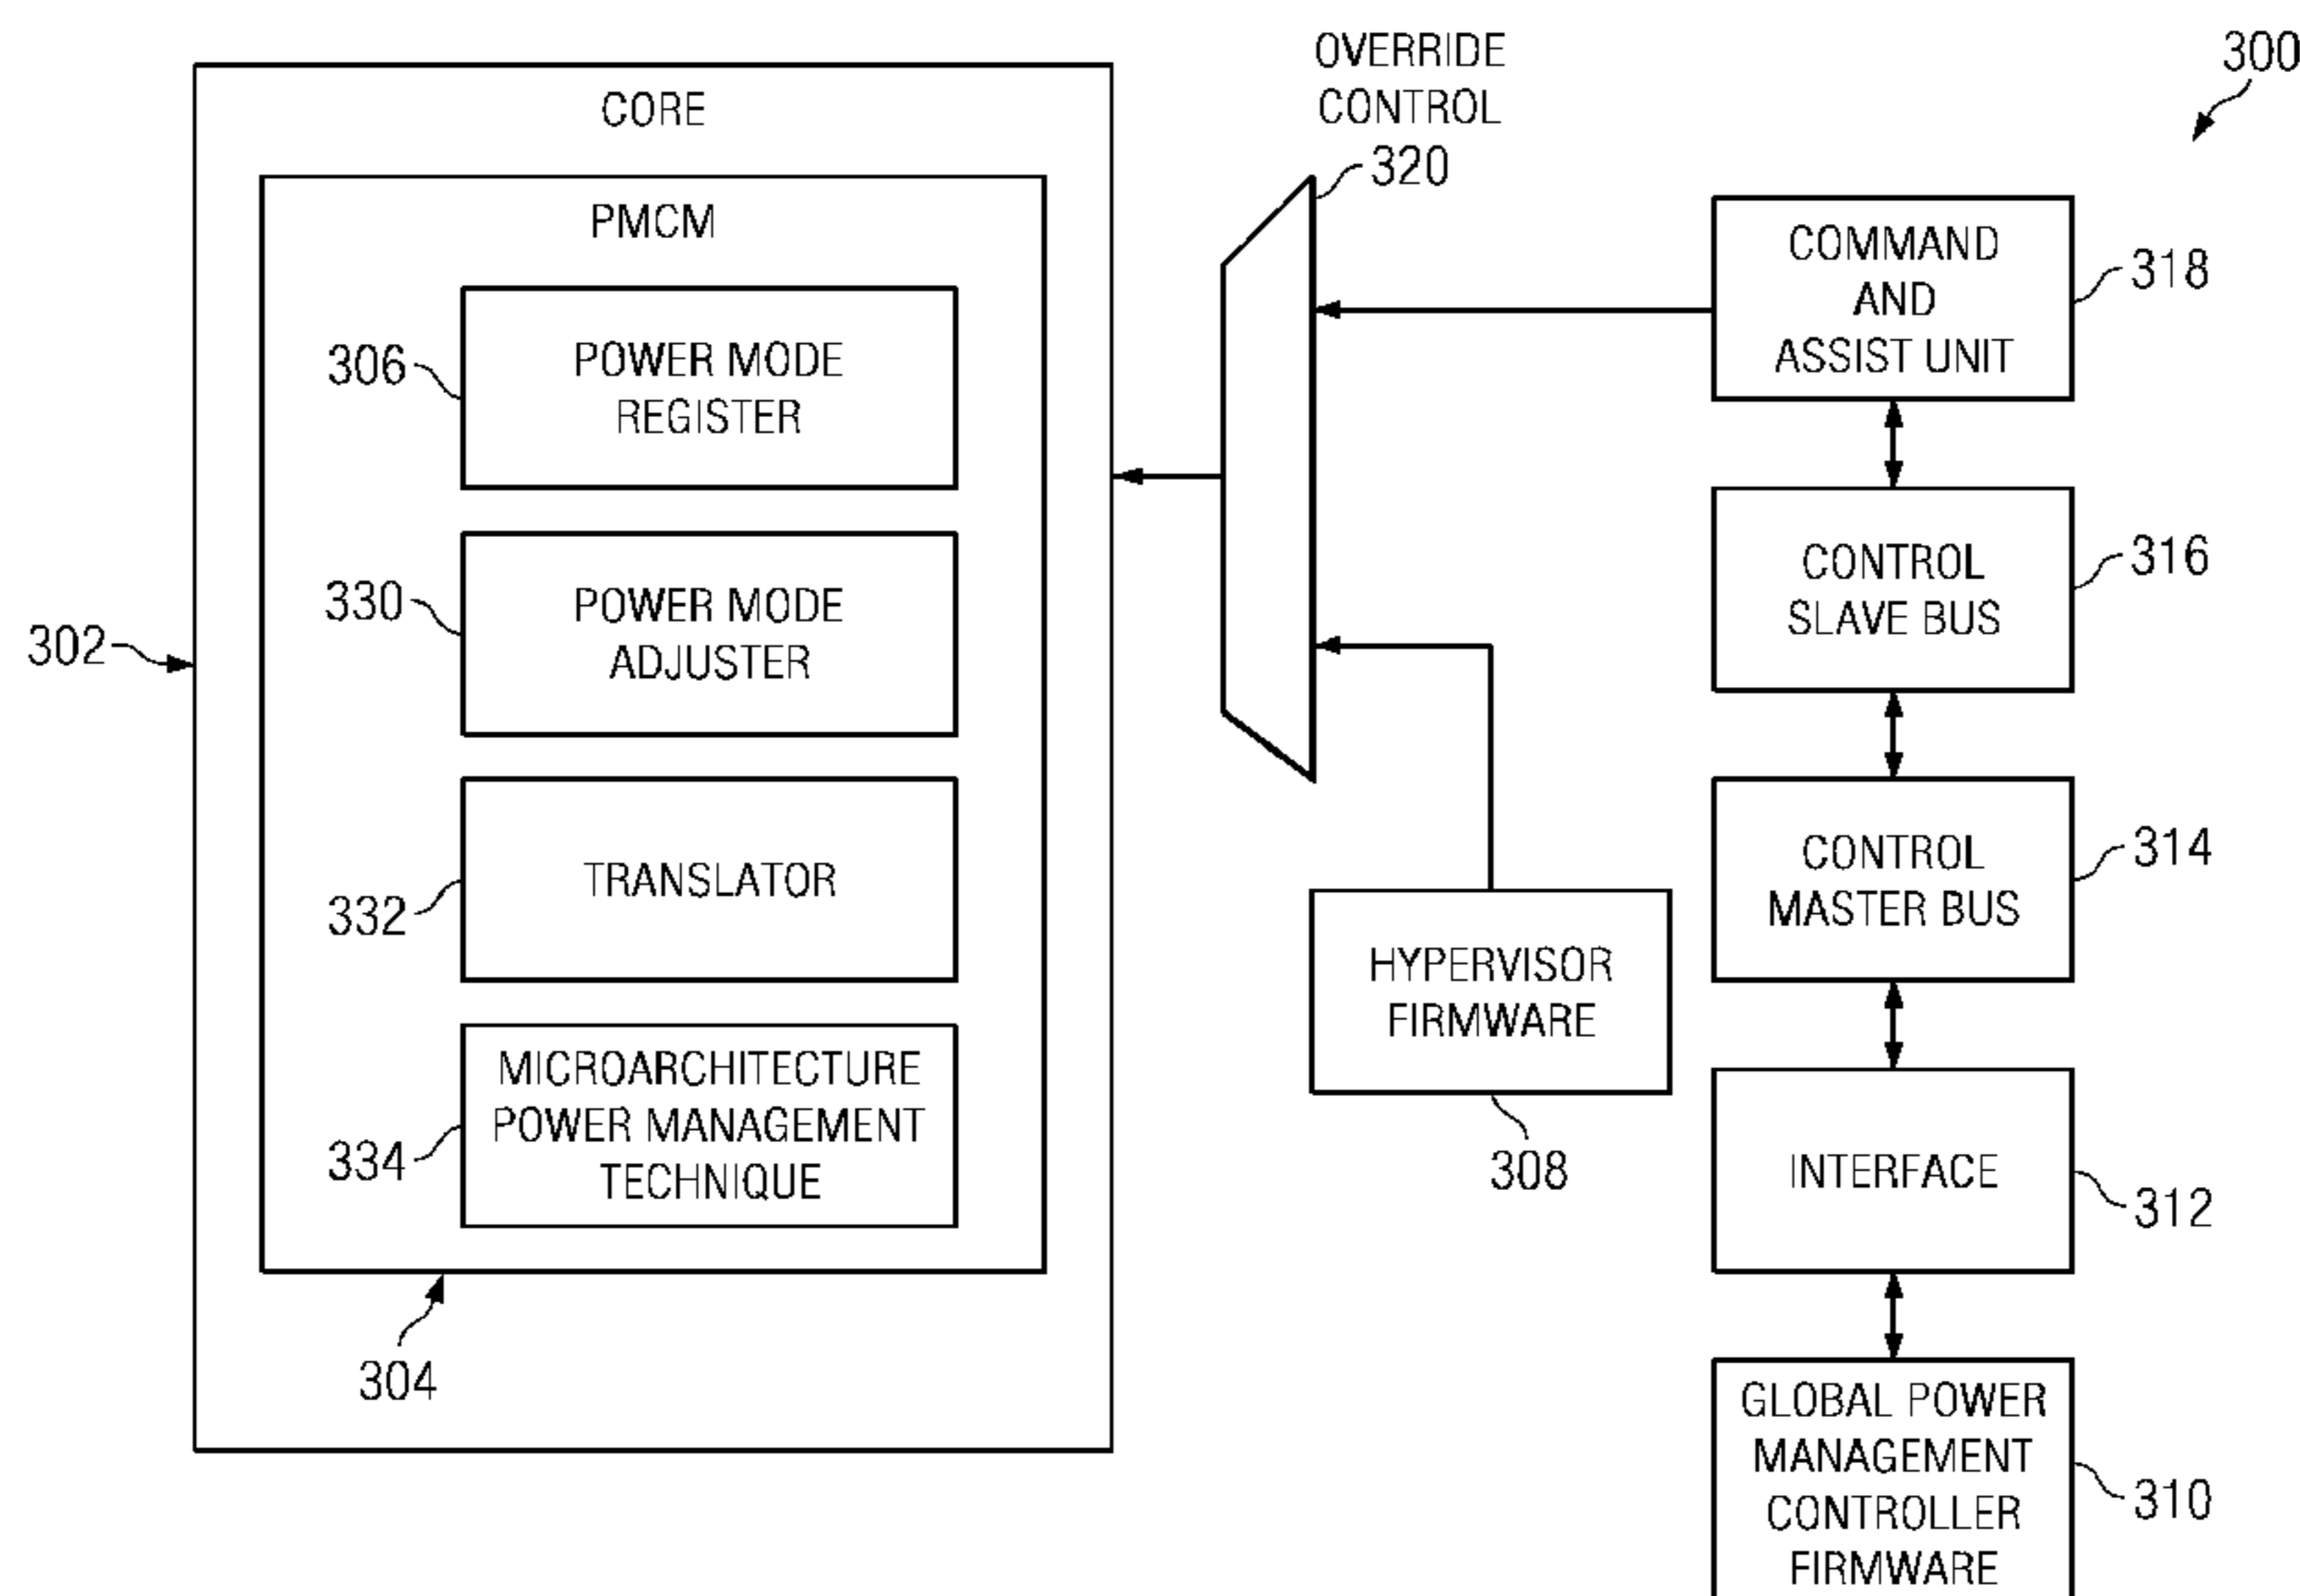 300
CORE
PMCM
306
POWER MODE
REGISTER
330
POWER MODE
ADJUSTER
302
332
TRANSLATOR
334
MICROARCHITECTURE
POWER MANAGEMENT
TECHNIQUE
304
OVERRIDE
CONTROL
320
HYPERVISOR
FIRMWARE
308
COMMAND
AND
ASSIST UNIT
318
CONTROL
SLAVE BUS
316
CONTROL
MASTER BUS
314
INTERFACE
312
GLOBAL POWER
MANAGEMENT
CONTROLLER
FIRMWARE
310